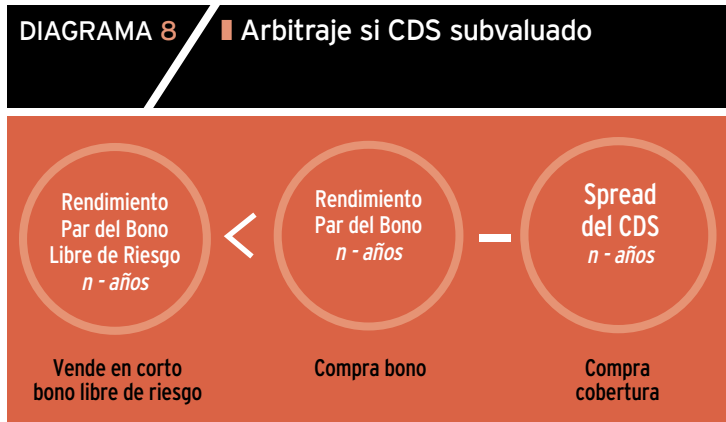 DIAGRAMA 8
Arbitraje si CDS subvaluado
Rendimiento
Par del Bono
Libre de Riesgo
n - años
<
Rendimiento
Par del Bono
n - años
–
Spread
del CDS
n - años
Vende en corto
bono libre de riesgo
Compra bono
Compra
cobertura